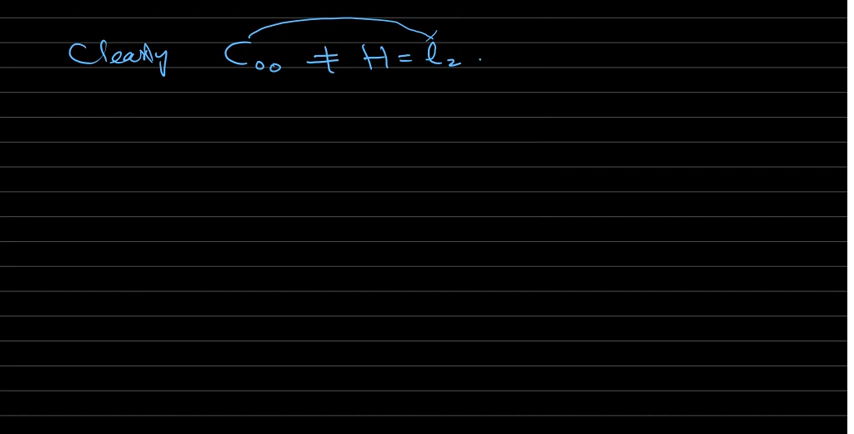 Clearly C₀₀ ≠ H = l₂.